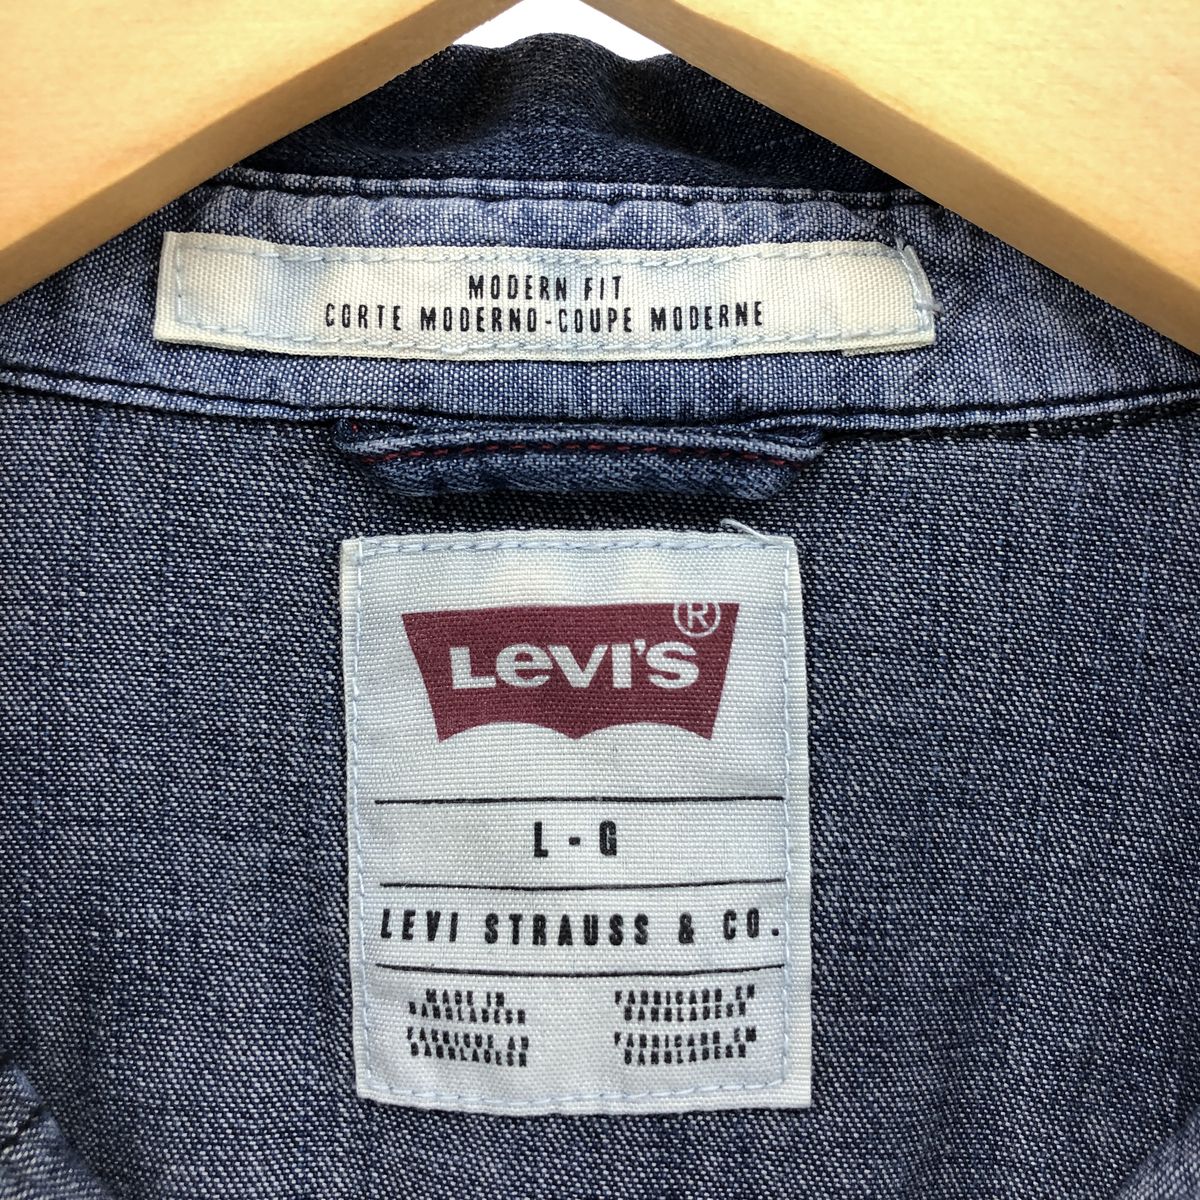 MODERN FIT
CORTE MODERNO-COUPE MODERNE
LEVI'S®
L - G
LEVI STRAUSS & CO.
MADE IN
BANGLADESH
FABRIQUE AU
BANGLADESH
FABRICADO EN
BANGLADESH
FABRICADO EM
BANGLADESH